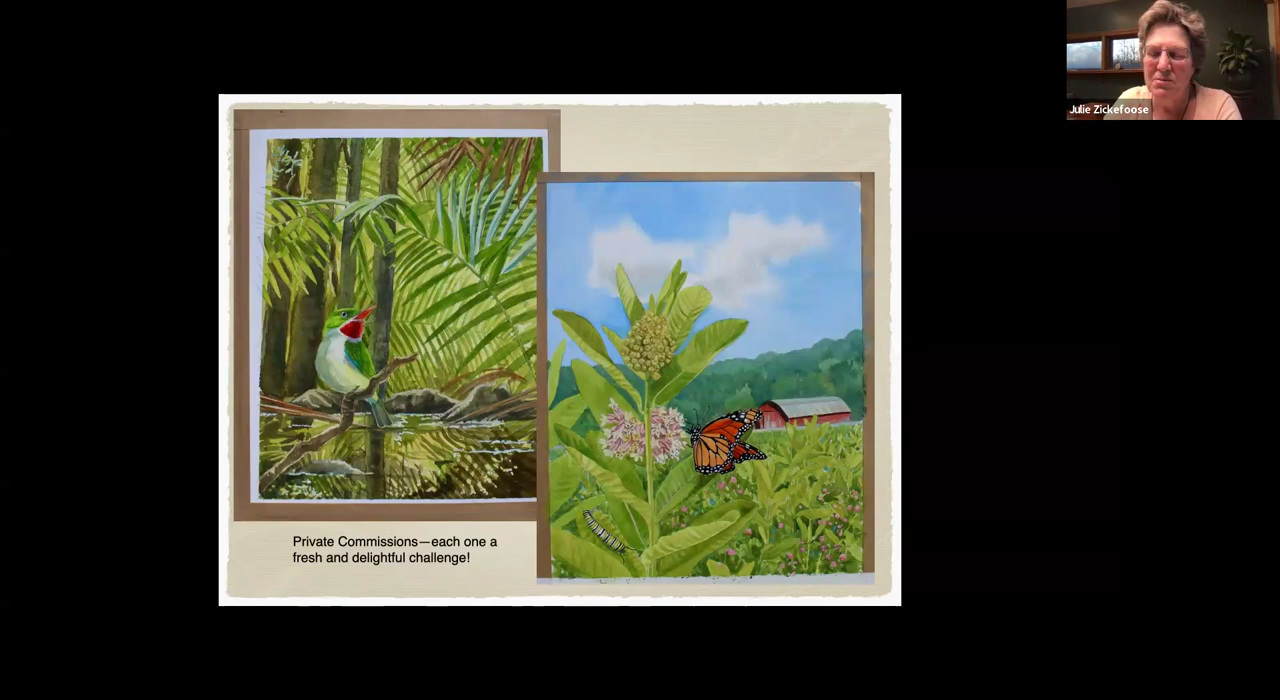 Julie Zickefoose
Private Commissions—each one a
fresh and delightful challenge!